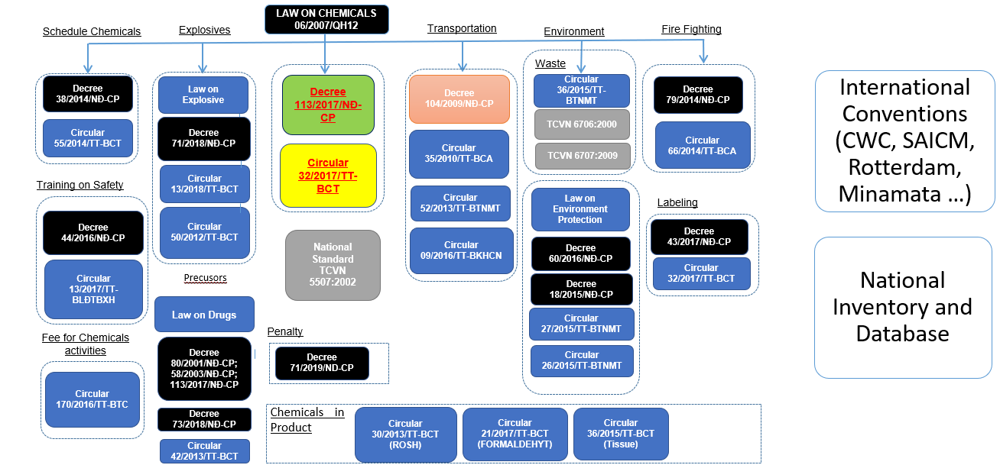 LAW ON CHEMICALS
06/2007/QH12
Schedule Chemicals
Explosives
Transportation
Environment
Fire Fighting
Decree
38/2014/NĐ-CP
Circular
55/2014/TT-BCT
Training on Safety
Decree
44/2016/NĐ-CP
Circular
13/2017/TT-
BLĐTBXH
Fee for Chemicals
activities
Circular
170/2016/TT-BTC
Law on
Explosive
Decree
71/2018/NĐ-CP
Circular
13/2018/TT-BCT
Circular
50/2012/TT-BCT
Precusors
Law on Drugs
Decree
80/2001/NĐ-CP;
58/2003/NĐ-CP;
113/2017/NĐ-CP
Decree
73/2018/NĐ-CP
Circular
42/2013/TT-BCT
Decree
113/2017/NĐ-
CP
Circular
32/2017/TT-
BCT
National
Standard
TCVN
5507:2002
Penalty
Decree
71/2019/NĐ-CP
Decree
104/2009/NĐ-CP
Circular
35/2010/TT-BCA
Circular
52/2013/TT-BTNMT
Circular
09/2016/TT-BKHCN
Waste
Circular
36/2015/TT-
BTNMT
TCVN 6706:2000
TCVN 6707:2009
Law on
Environment
Protection
Decree
60/2016/NĐ-CP
Decree
18/2015/NĐ-CP
Circular
27/2015/TT-BTNMT
Circular
26/2015/TT-BTNMT
Decree
79/2014/NĐ-CP
Circular
66/2014/TT-BCA
Labeling
Decree
43/2017/NĐ-CP
Circular
32/2017/TT-BCT
Chemicals in
Product
Circular
30/2013/TT-BCT
(ROSH)
Circular
21/2017/TT-BCT
(FORMALDEHYT)
Circular
36/2015/TT-BCT
(Tissue)
International
Conventions
(CWC, SAICM,
Rotterdam,
Minamata ...)
National
Inventory and
Database